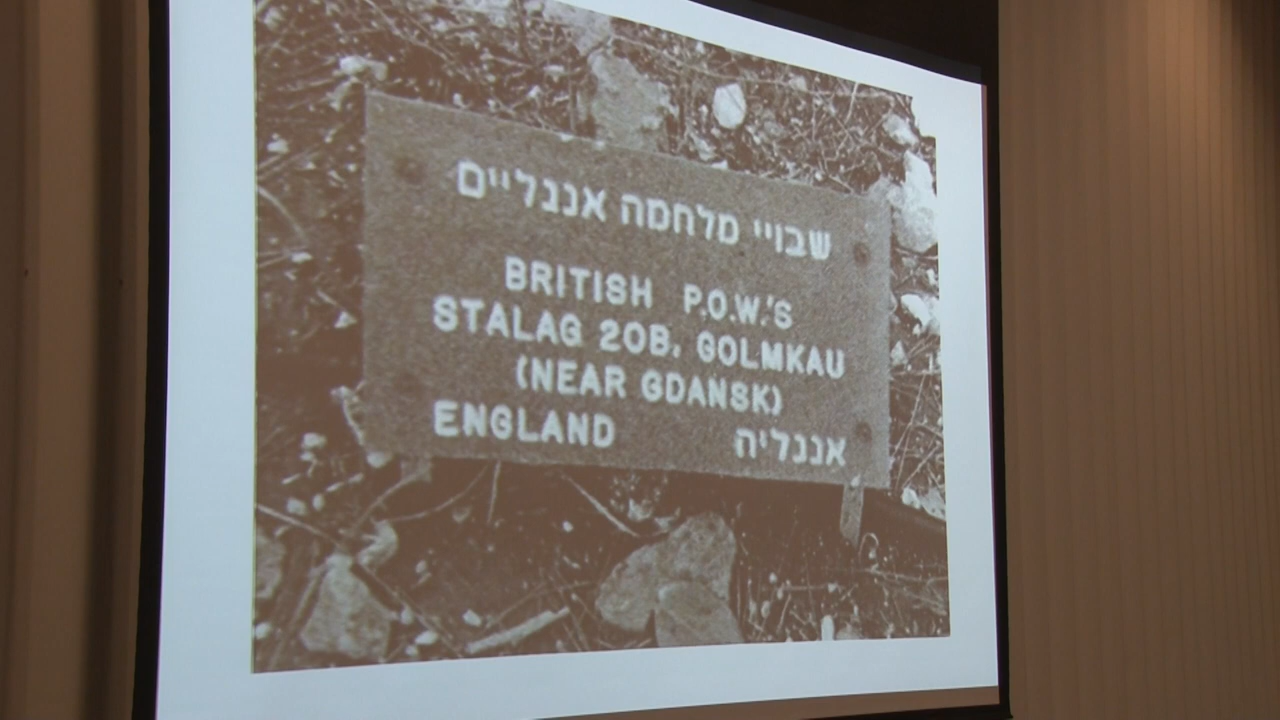 שבויי מלחמה אנגליים
BRITISH P.O.W.'S
STALAG 20B, GOLMKAU
(NEAR GDANSK)
ENGLAND אנגליה